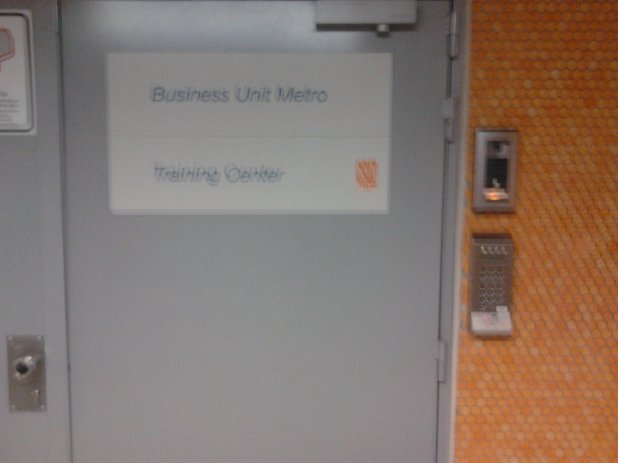 Business Unit Metro
Training Center